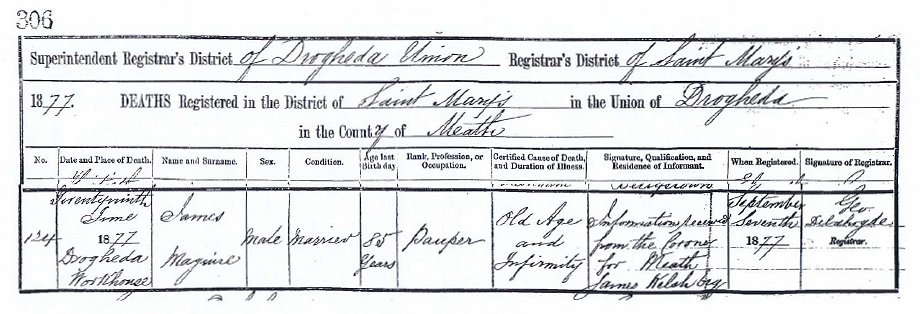 306
Superintendent Registrar's District of Drogheda Union Registrar's District of Saint Mary's
1877. DEATHS Registered in the District of Saint Mary's in the Union of Drogheda
in the County of Meath
No. Date and Place of Death. Name and Surname. Sex. Condition. Age last Birthday Rank, Profession, or Occupation. Certified Cause of Death, and Duration of Illness. Signature, Qualification, and Residence of Informant. When Registered. Signature of Registrar.
134
Twentyninth
June
1877
Drogheda
Workhouse
James
Maguire
Male
Married
85
Years
Pauper
Old Age
and
Infirmity
Information received
from the Coroner
for Meath
James Esq
September
Seventh
1877
Geo
Registrar.